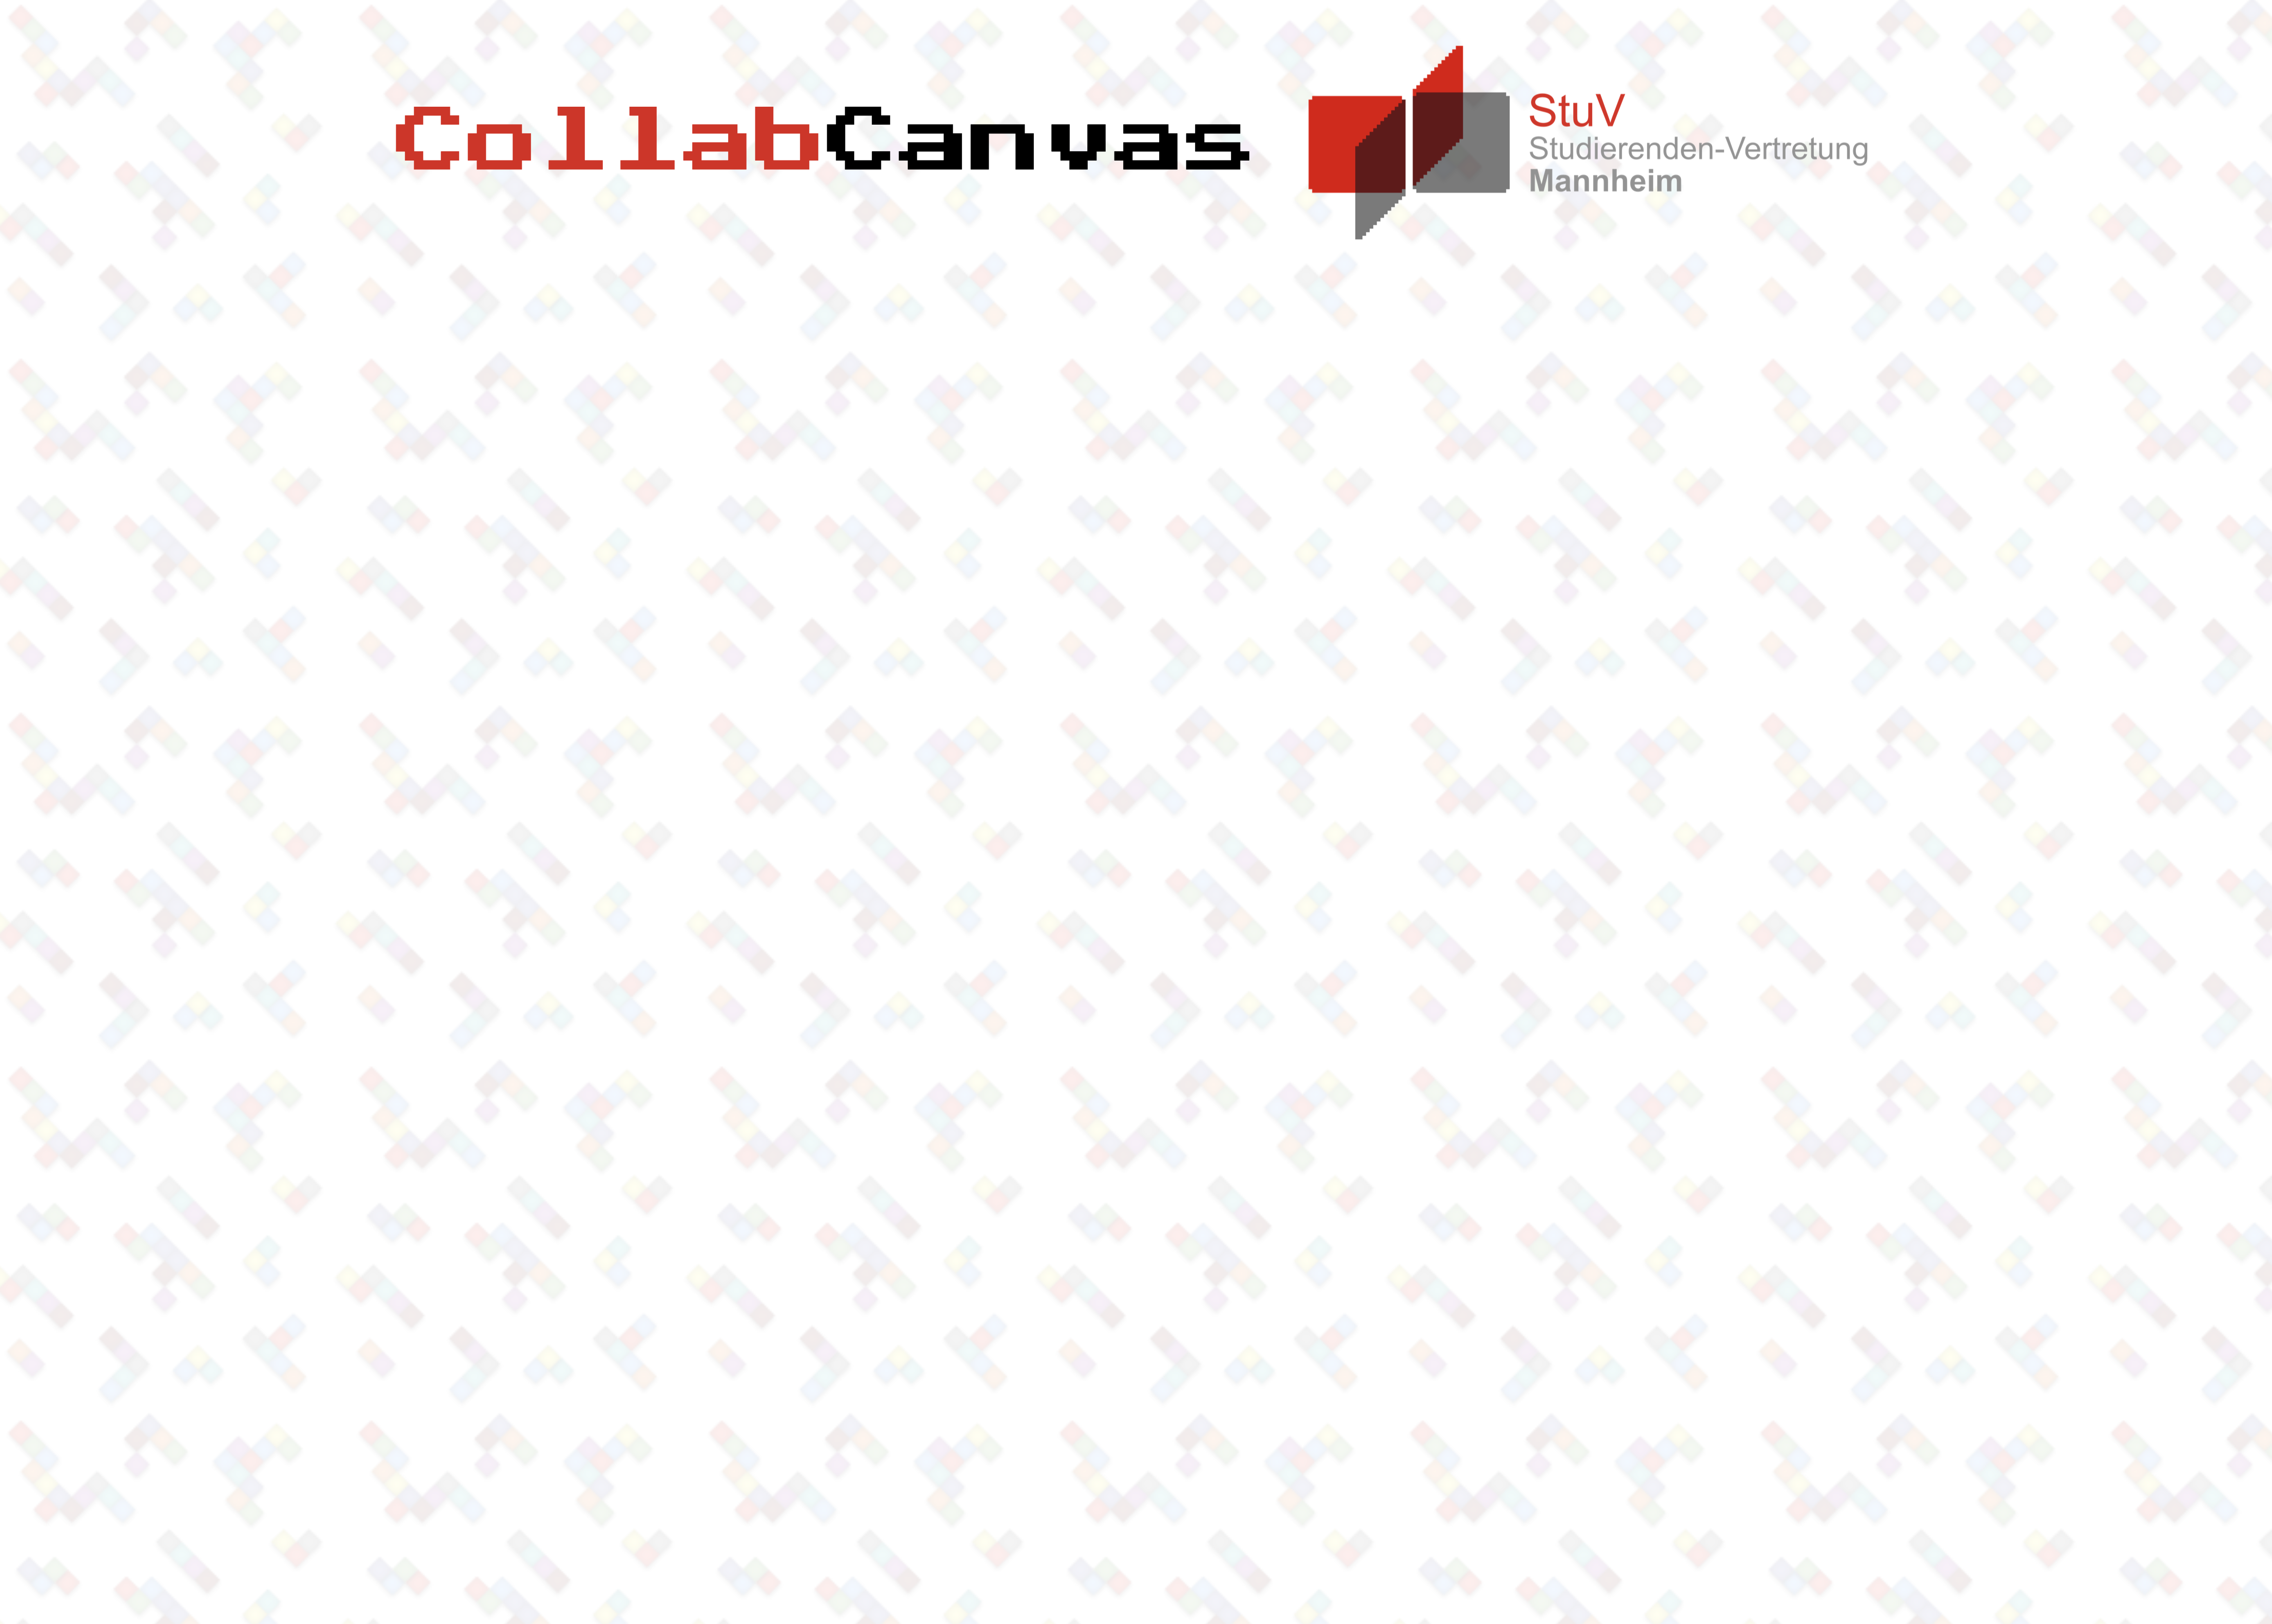 CollabCanvas
StuV
Studierenden-Vertretung
Mannheim